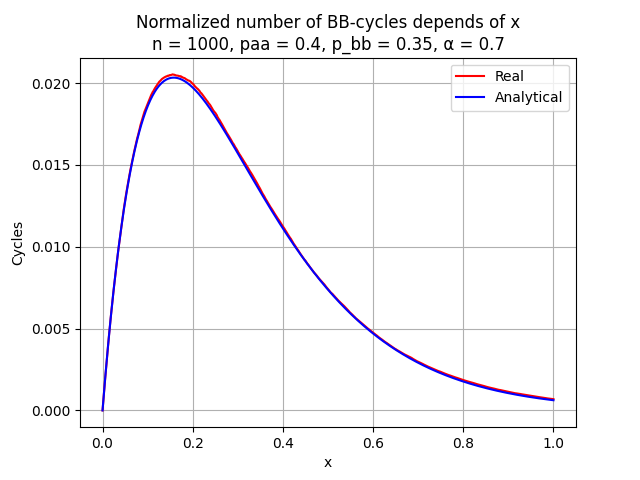 Normalized number of BB-cycles depends of x
n = 1000, paa = 0.4, p_bb = 0.35, α = 0.7
Real
Analytical
Cycles
0.020
0.015
0.010
0.005
0.000
0.0 0.2 0.4 0.6 0.8 1.0
x